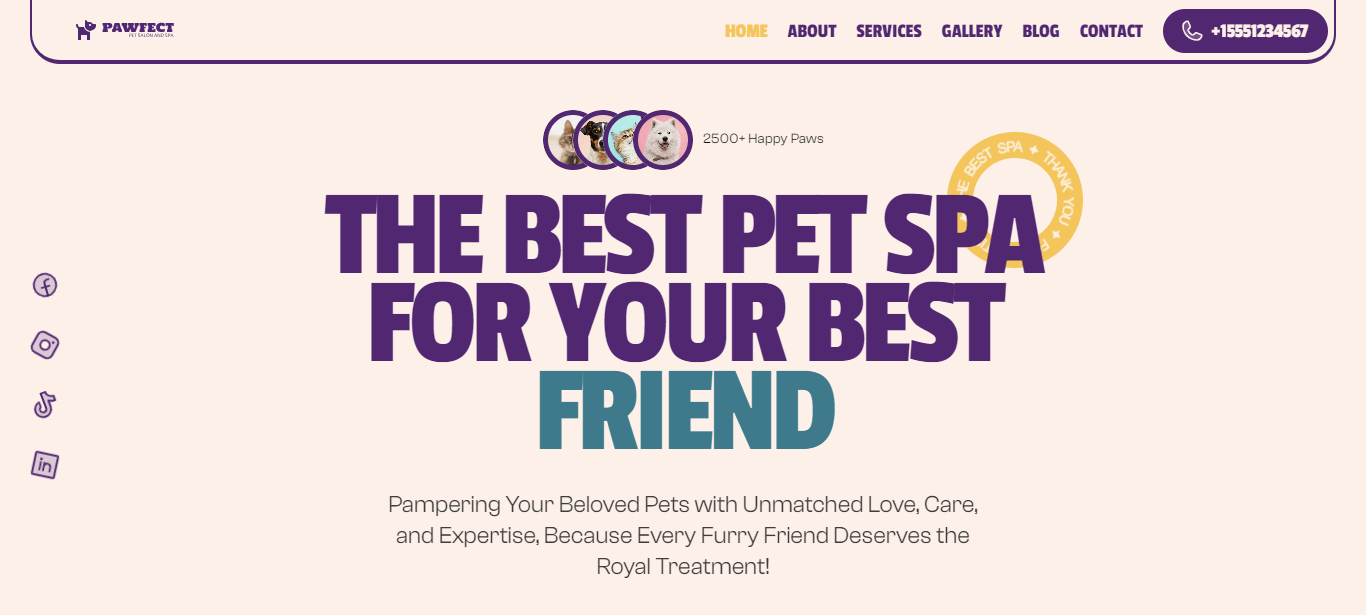 PAWFECT
PET SALON AND SPA
HOME ABOUT SERVICES GALLERY BLOG CONTACT +15551234567
2500+ Happy Paws
BEST SPA ✦ THANK YOU ✦
THE BEST PET SPA
FOR YOUR BEST
FRIEND
Pampering Your Beloved Pets with Unmatched Love, Care,
and Expertise, Because Every Furry Friend Deserves the
Royal Treatment!
in